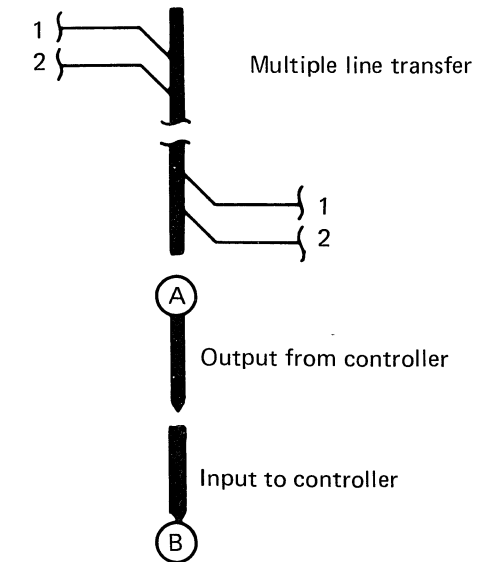 1
2
Multiple line transfer
1
2
A
Output from controller
Input to controller
B